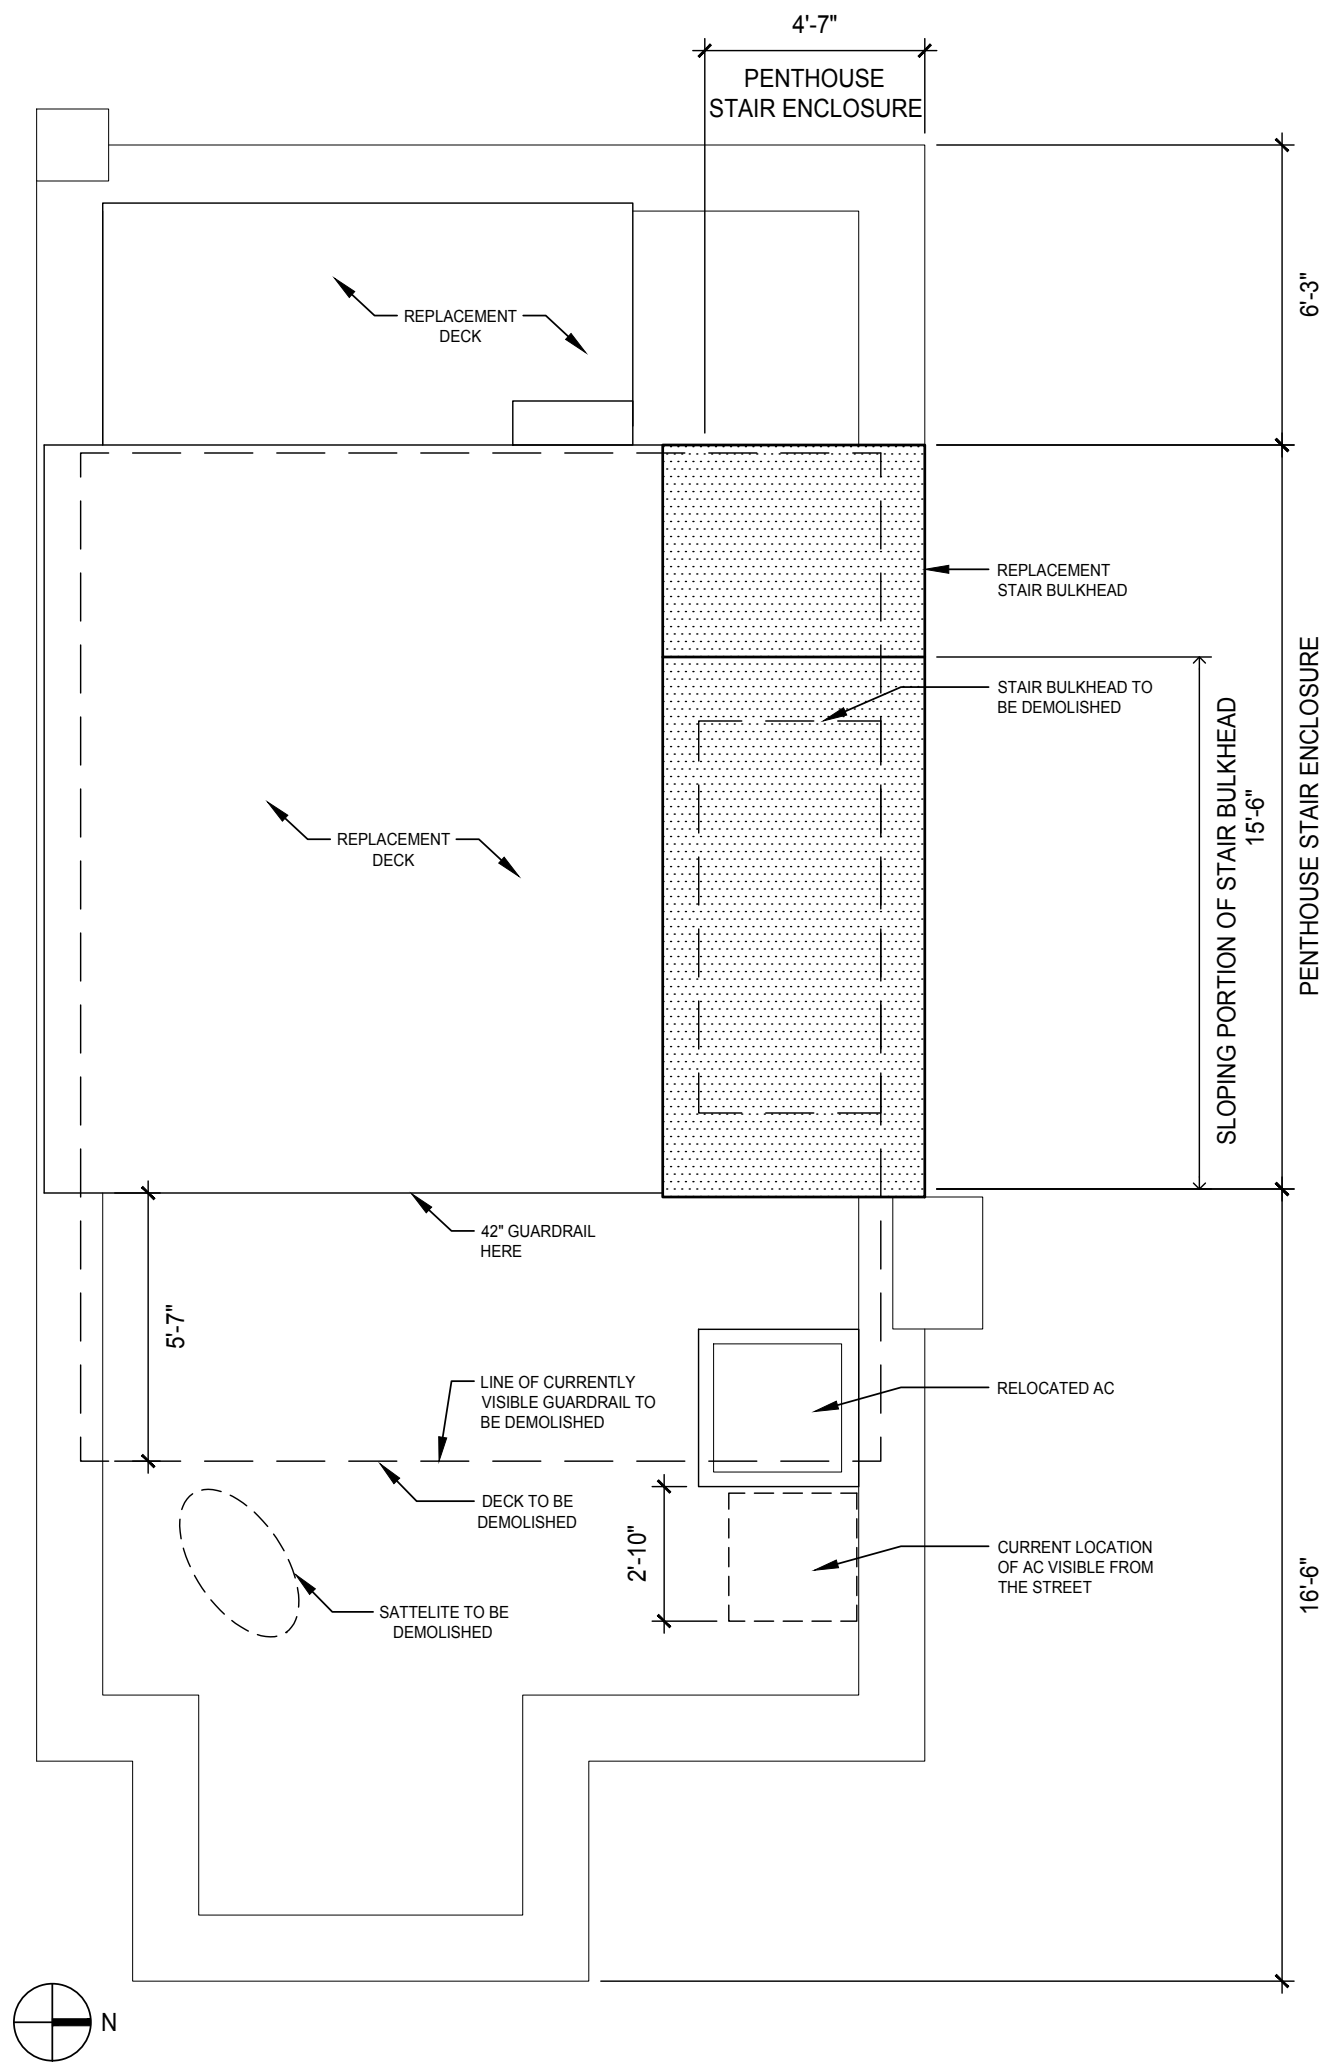 4'-7"
PENTHOUSE
STAIR ENCLOSURE
6'-3"
REPLACEMENT
DECK
REPLACEMENT
STAIR BULKHEAD
STAIR BULKHEAD TO
BE DEMOLISHED
SLOPING PORTION OF STAIR BULKHEAD
15'-6"
PENTHOUSE STAIR ENCLOSURE
REPLACEMENT
DECK
42" GUARDRAIL
HERE
5'-7"
LINE OF CURRENTLY
VISIBLE GUARDRAIL TO
BE DEMOLISHED
RELOCATED AC
DECK TO BE
DEMOLISHED
2'-10"
CURRENT LOCATION
OF AC VISIBLE FROM
THE STREET
16'-6"
SATTELITE TO BE
DEMOLISHED
N